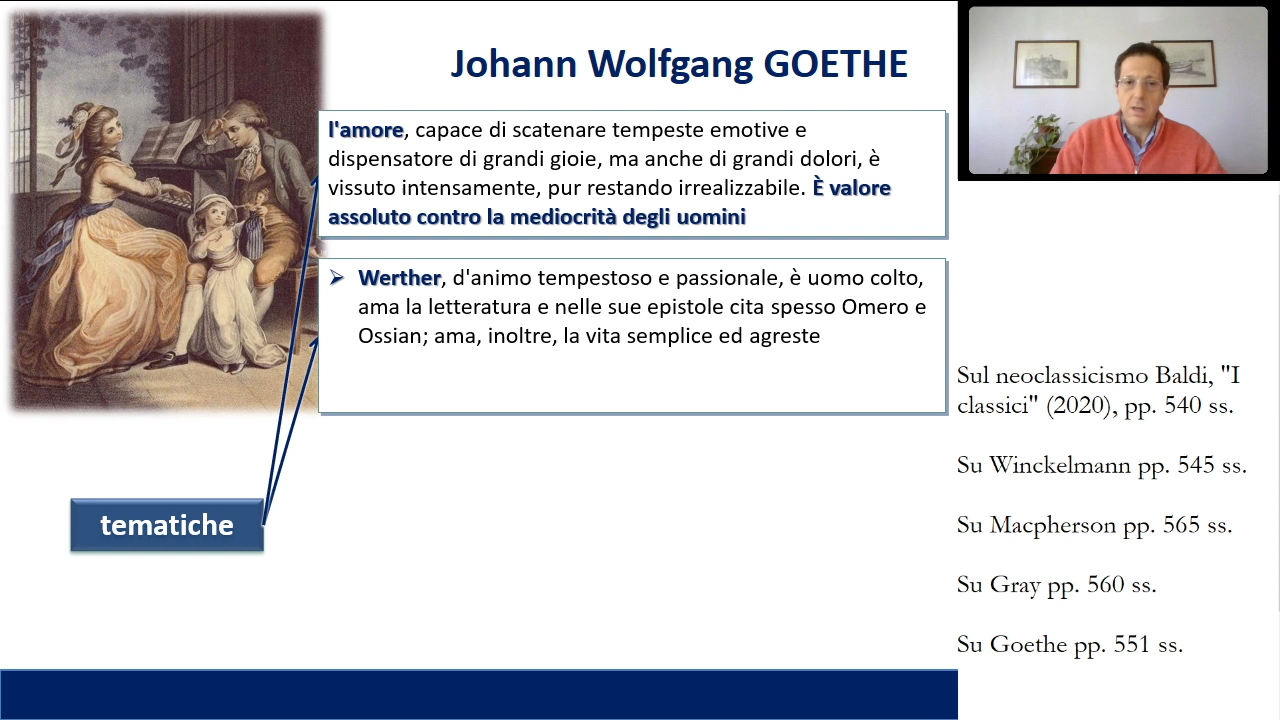 Johann Wolfgang GOETHE
l'amore, capace di scatenare tempeste emotive e
dispensatore di grandi gioie, ma anche di grandi dolori, è
vissuto intensamente, pur restando irrealizzabile. È valore
assoluto contro la mediocrità degli uomini
Werther, d'animo tempestoso e passionale, è uomo colto,
ama la letteratura e nelle sue epistole cita spesso Omero e
Ossian; ama, inoltre, la vita semplice ed agreste
tematiche
Sul neoclassicismo Baldi, "I
classici" (2020), pp. 540 ss.
Su Winckelmann pp. 545 ss.
Su Macpherson pp. 565 ss.
Su Gray pp. 560 ss.
Su Goethe pp. 551 ss.